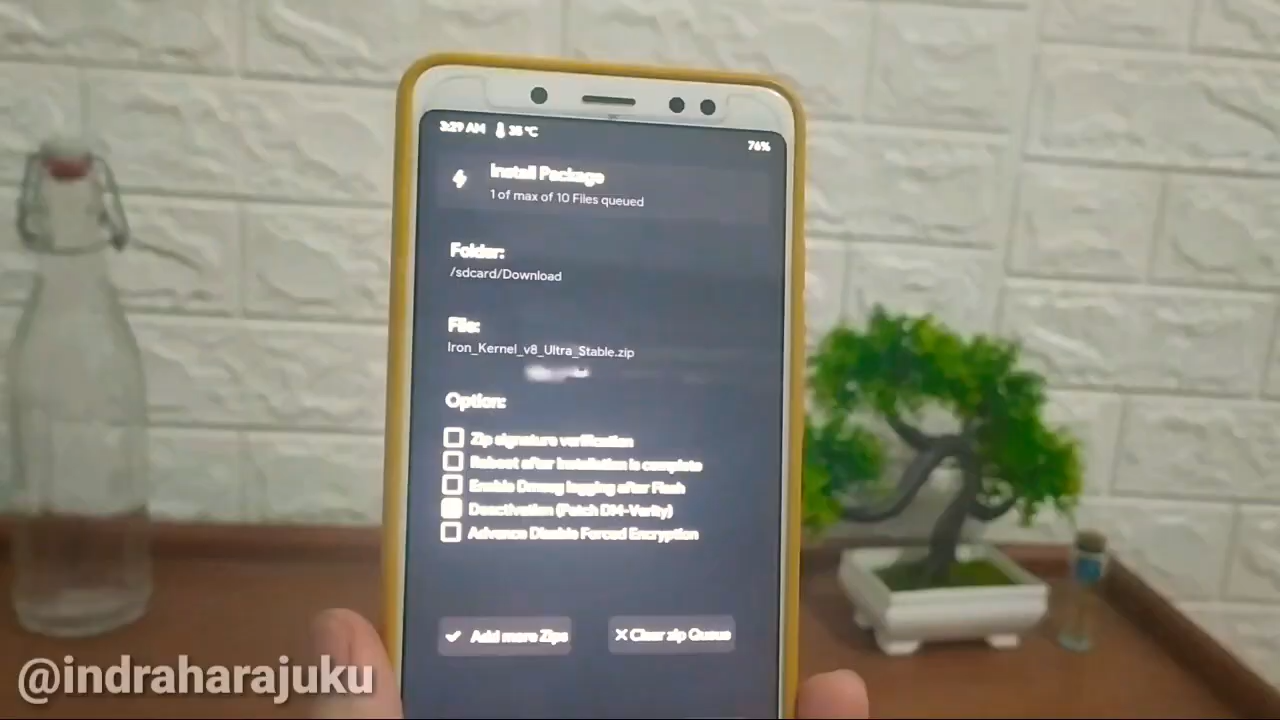 3:29 AM 35 °C
76%
Install Package
1 of max of 10 Files queued
Folder:
/sdcard/Download
File:
Iron_Kernel_v8_Ultra_Stable.zip
Option:
Zip signature verification
Reboot after installation is complete
Enable Dmesg logging after Flash
Deactivation (Patch DM-Verity)
Advance Disable Forced Encryption
Add more Zips
Clear zip Queue
@indraharajuku